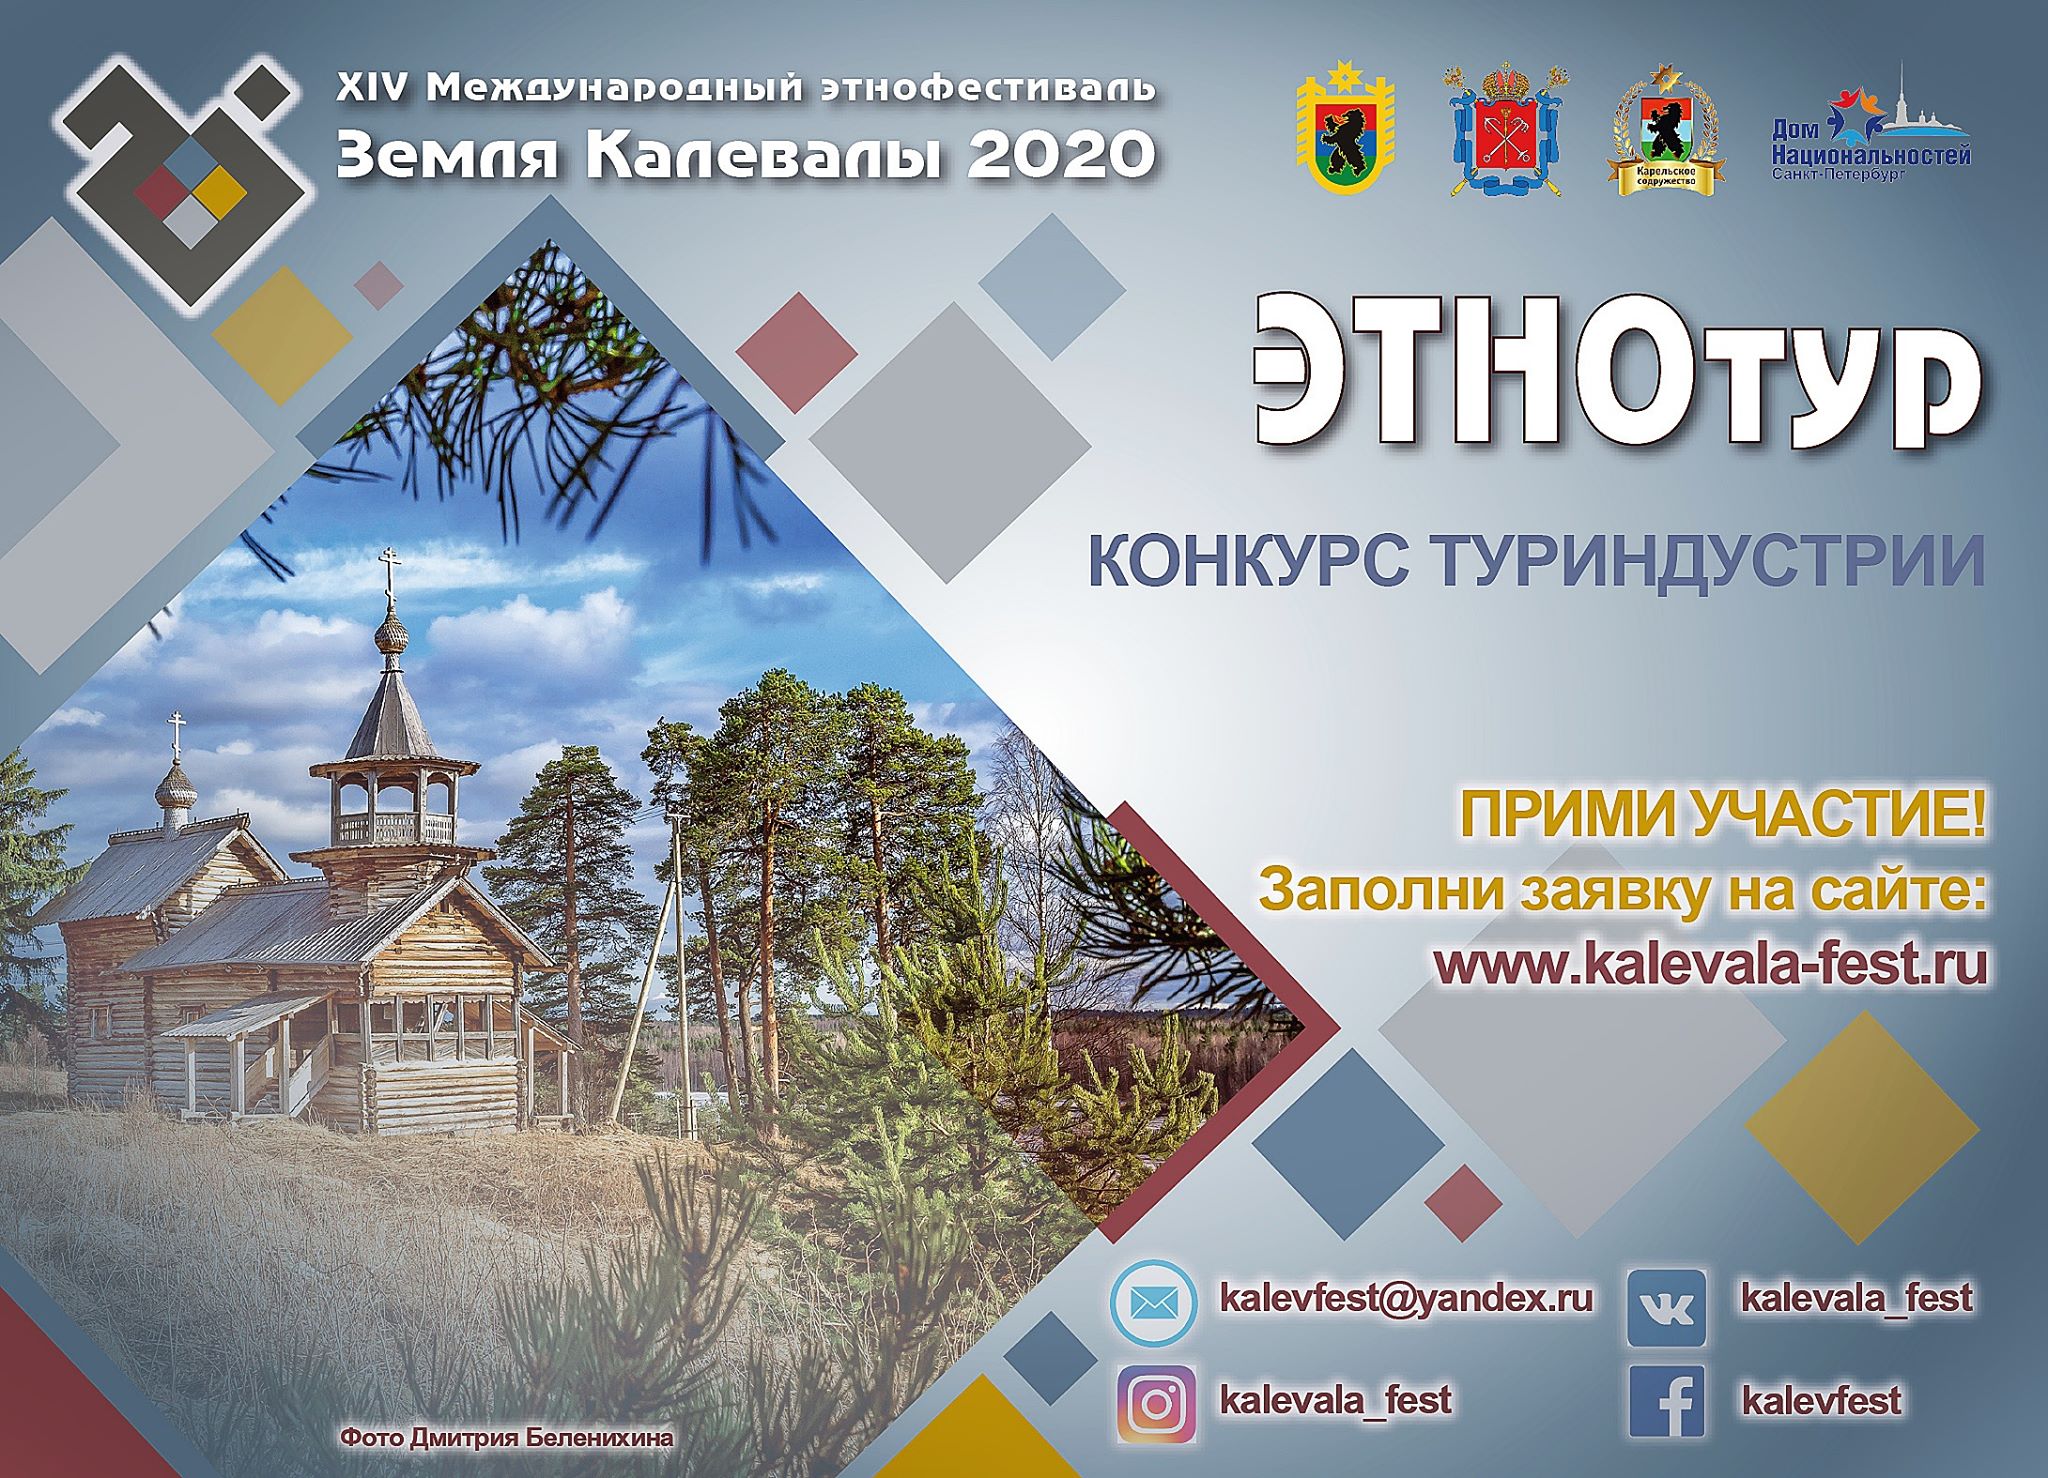 XIV Международный этнофестиваль
Земля Калевалы 2020
Карельское
содружество
Дом
Национальностей
Санкт-Петербург
ЭТНОтур
КОНКУРС ТУРИНДУСТРИИ
ПРИМИ УЧАСТИЕ!
Заполни заявку на сайте:
www.kalevala-fest.ru
kalevfest@yandex.ru
kalevala_fest
kalevala_fest
kalevfest
Фото Дмитрия Беленихина